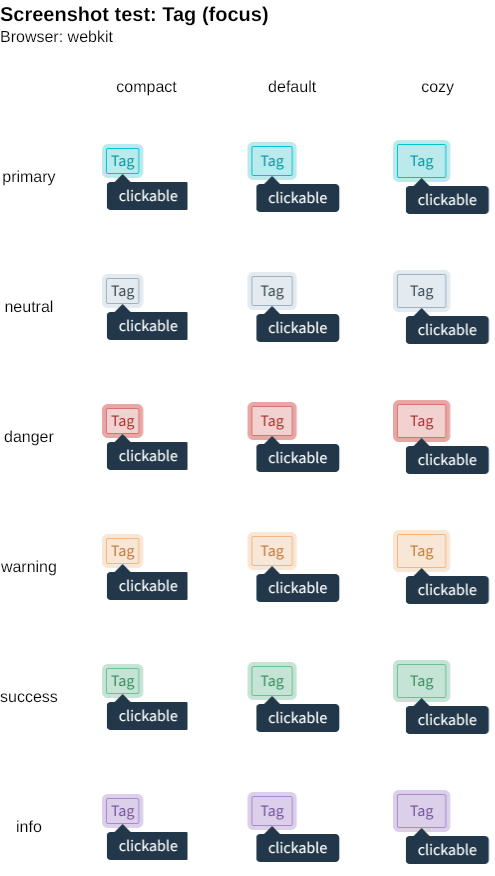 Screenshot test: Tag (focus)
Browser: webkit
compact default cozy
primary Tag Tag Tag
clickable clickable clickable
neutral Tag Tag Tag
clickable clickable clickable
danger Tag Tag Tag
clickable clickable clickable
warning Tag Tag Tag
clickable clickable clickable
success Tag Tag Tag
clickable clickable clickable
info Tag Tag Tag
clickable clickable clickable